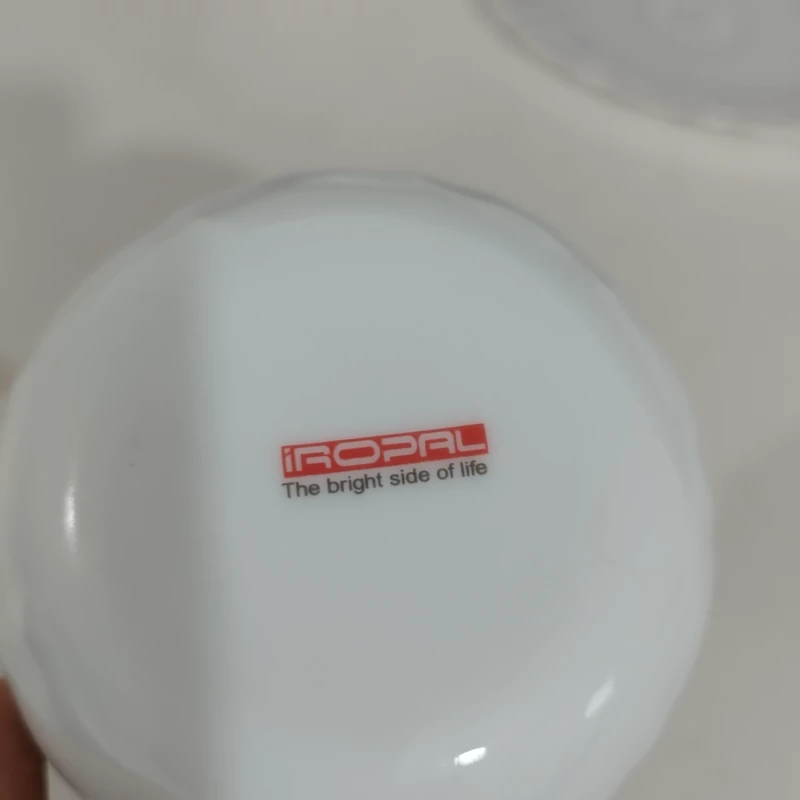 iROPAL
The bright side of life